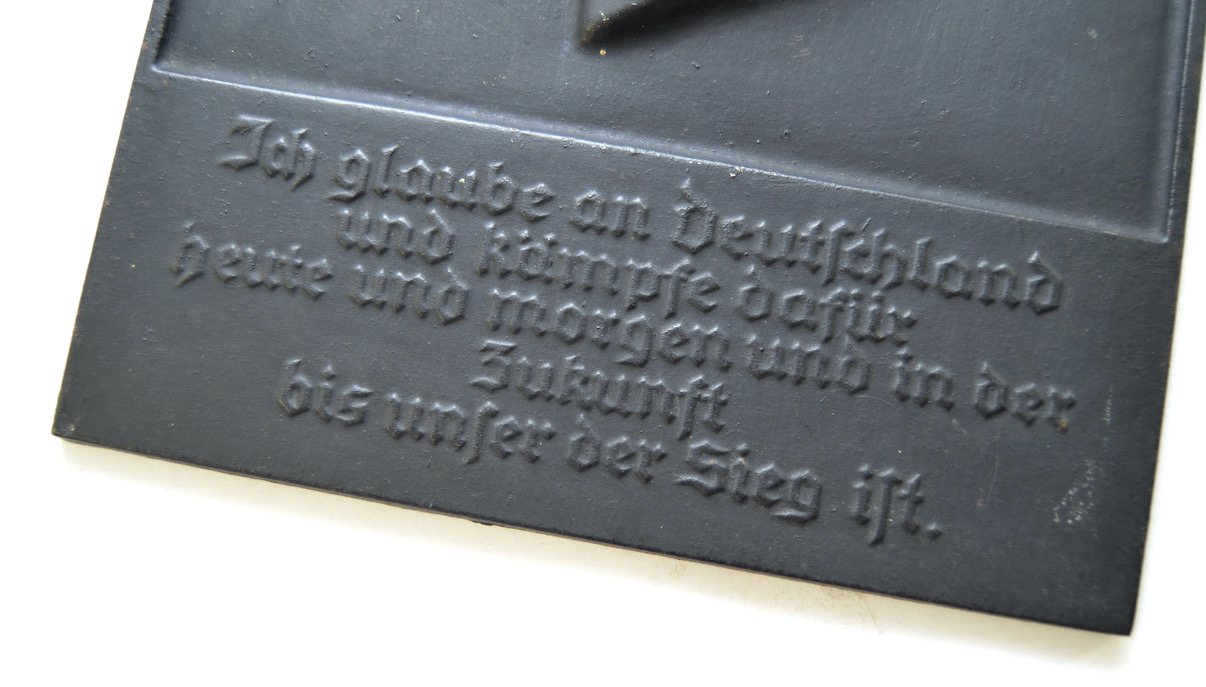 Ich glaube an Deutſchland
und kämpfe dafür
heute und morgen und in der
Zukunft
bis unſer der Sieg iſt.